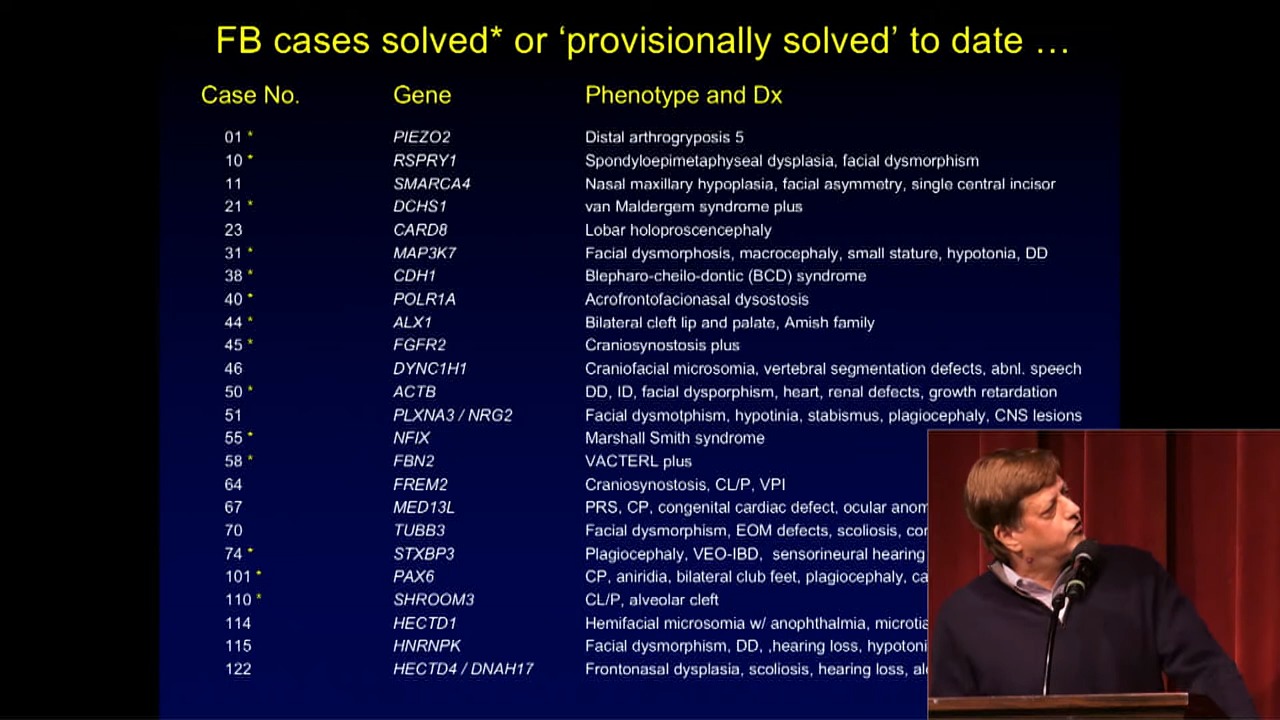 FB cases solved* or ‘provisionally solved’ to date …
Case No. Gene Phenotype and Dx
01 * PIEZO2 Distal arthrogryposis 5
10 * RSPRY1 Spondyloepimetaphyseal dysplasia, facial dysmorphism
11 SMARCA4 Nasal maxillary hypoplasia, facial asymmetry, single central incisor
21 * DCHS1 van Maldergem syndrome plus
23 CARD8 Lobar holoproscencephaly
31 * MAP3K7 Facial dysmorphosis, macrocephaly, small stature, hypotonia, DD
38 * CDH1 Blepharo-cheilo-dontic (BCD) syndrome
40 * POLR1A Acrofrontofacionasal dysostosis
44 * ALX1 Bilateral cleft lip and palate, Amish family
45 * FGFR2 Craniosynostosis plus
46 DYNC1H1 Craniofacial microsomia, vertebral segmentation defects, abnl. speech
50 * ACTB DD, ID, facial dysporphism, heart, renal defects, growth retardation
51 PLXNA3 / NRG2 Facial dysmotphism, hypotinia, stabismus, plagiocephaly, CNS lesions
55 * NFIX Marshall Smith syndrome
58 * FBN2 VACTERL plus
64 FREM2 Craniosynostosis, CL/P, VPI
67 MED13L PRS, CP, congenital cardiac defect, ocular
70 TUBB3 Facial dysmorphism, EOM defects, scoliosis,
74 * STXBP3 Plagiocephaly, VEO-IBD, sensorineural hearing
101 * PAX6 CP, aniridia, bilateral club feet, plagiocephaly,
110 * SHROOM3 CL/P, alveolar cleft
114 HECTD1 Hemifacial microsomia w/ anophthalmia,
115 HNRNPK Facial dysmorphism, DD, ,hearing loss,
122 HECTD4 / DNAH17 Frontonasal dysplasia, scoliosis, hearing loss,